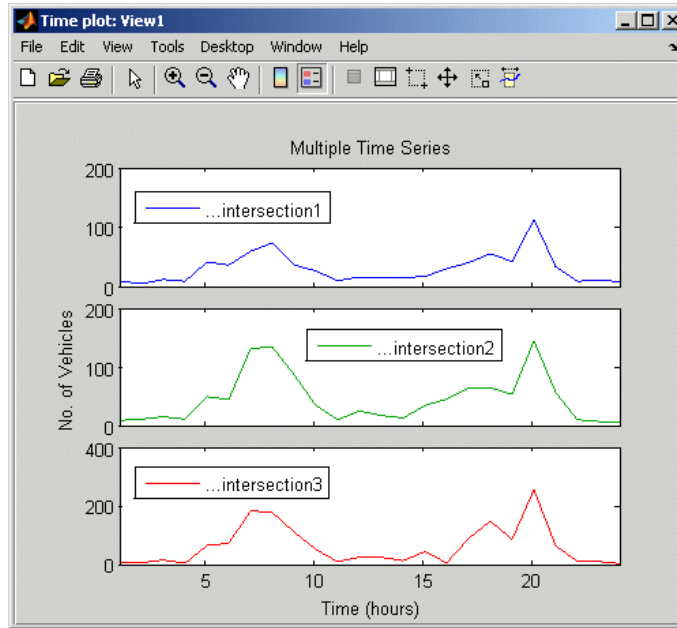 Time plot: View1
File Edit View Tools Desktop Window Help
Multiple Time Series
200
100
0
...intersection1
200
100
0
...intersection2
No. of Vehicles
400
200
0
...intersection3
5 10 15 20
Time (hours)